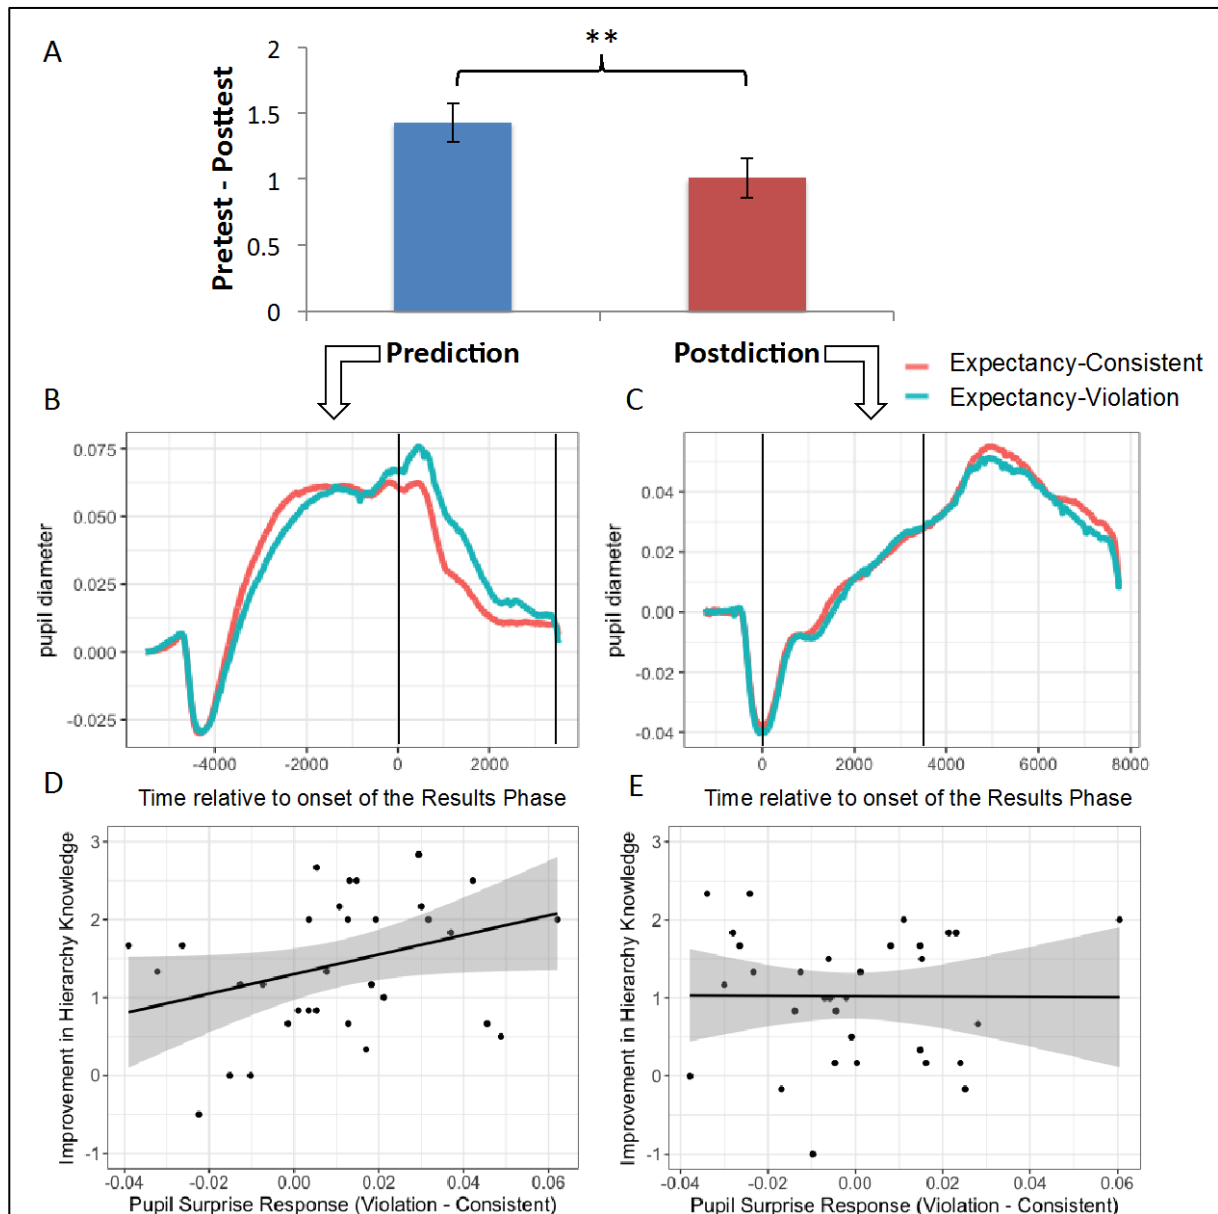 A
**
Pretest - Posttest
2
1.5
1
0.5
0
Prediction
Postdiction
Expectancy-Consistent
Expectancy-Violation
B
pupil diameter
0.075
0.050
0.025
0.000
-0.025
-4000 -2000 0 2000
Time relative to onset of the Results Phase
C
pupil diameter
0.04
0.02
0.00
-0.02
-0.04
0 2000 4000 6000 8000
Time relative to onset of the Results Phase
D
Improvement in Hierarchy Knowledge
3
2
1
0
-1
-0.04 -0.02 0.00 0.02 0.04 0.06
Pupil Surprise Response (Violation - Consistent)
E
Improvement in Hierarchy Knowledge
3
2
1
0
-1
-0.04 -0.02 0.00 0.02 0.04 0.06
Pupil Surprise Response (Violation - Consistent)